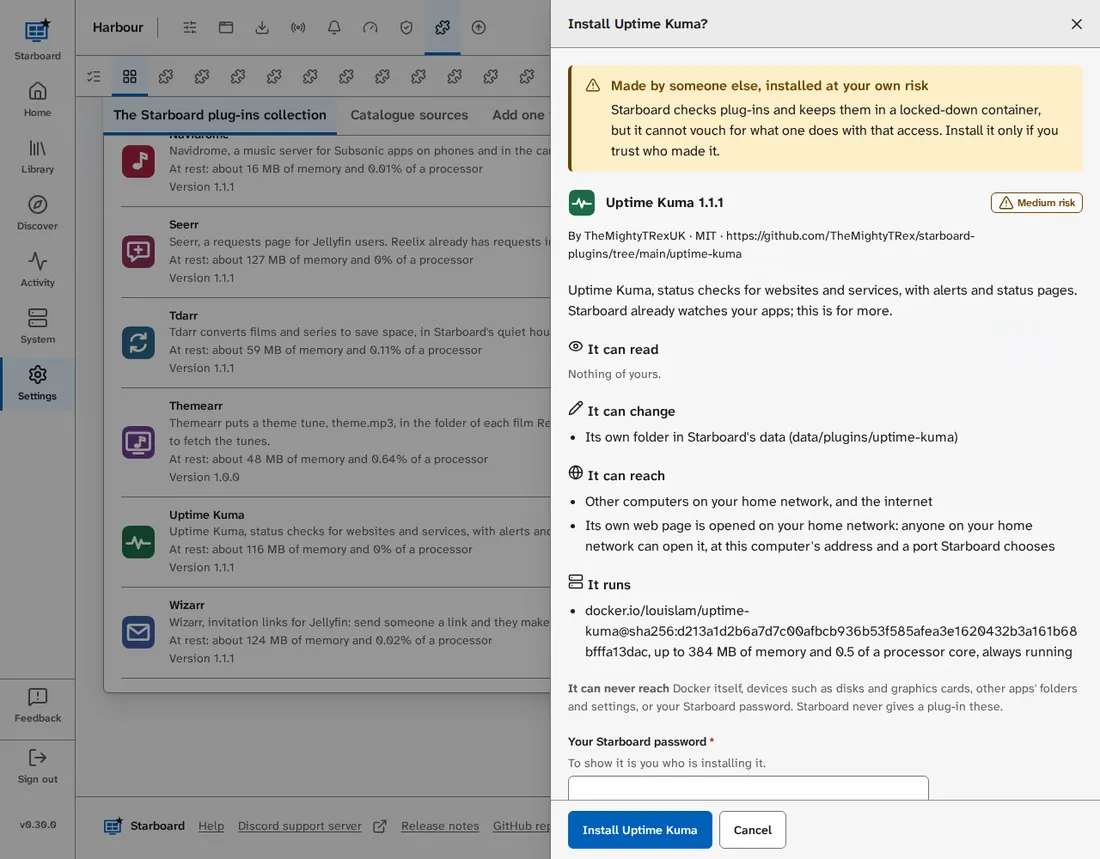 Starboard
Home
Library
Discover
Activity
System
Settings
Feedback
Sign out
v0.30.0
Harbour
The Starboard plug-ins collection
Catalogue sources
Add one
Navidrome
Navidrome, a music server for Subsonic apps on phones and in the
At rest: about 16 MB of memory and 0.01% of a processor
Version 1.1.1
Seerr
Seerr, a requests page for Jellyfin users. Reelix already has requests
At rest: about 127 MB of memory and 0% of a processor
Version 1.1.1
Tdarr
Tdarr converts films and series to save space, in Starboard's quiet
At rest: about 59 MB of memory and 0.11% of a processor
Version 1.1.1
Themearr
Themearr puts a theme tune, theme.mp3, in the folder of each film
to fetch the tunes.
At rest: about 48 MB of memory and 0.64% of a processor
Version 1.0.0
Uptime Kuma
Uptime Kuma, status checks for websites and services, with alerts
At rest: about 116 MB of memory and 0% of a processor
Version 1.1.1
Wizarr
Wizarr, invitation links for Jellyfin: send someone a link and they make
At rest: about 124 MB of memory and 0.02% of a processor
Version 1.1.1
Starboard
Help
Discord support server
Release notes
GitHub
Install Uptime Kuma?
Made by someone else, installed at your own risk
Starboard checks plug-ins and keeps them in a locked-down container,
but it cannot vouch for what one does with that access. Install it only if you
trust who made it.
Uptime Kuma 1.1.1
Medium risk
By TheMightyTRexUK · MIT · https://github.com/TheMightyTRex/starboard-
plugins/tree/main/uptime-kuma
Uptime Kuma, status checks for websites and services, with alerts and status pages.
Starboard already watches your apps; this is for more.
It can read
Nothing of yours.
It can change
• Its own folder in Starboard's data (data/plugins/uptime-kuma)
It can reach
• Other computers on your home network, and the internet
• Its own web page is opened on your home network: anyone on your home
network can open it, at this computer's address and a port Starboard chooses
It runs
• docker.io/louislam/uptime-
kuma@sha256:d213a1d2b6a7d7c00afbcb936b53f585afea3e1620432b3a161b68
bfffa13dac, up to 384 MB of memory and 0.5 of a processor core, always running
It can never reach Docker itself, devices such as disks and graphics cards, other apps' folders
and settings, or your Starboard password. Starboard never gives a plug-in these.
Your Starboard password *
To show it is you who is installing it.
Install Uptime Kuma
Cancel